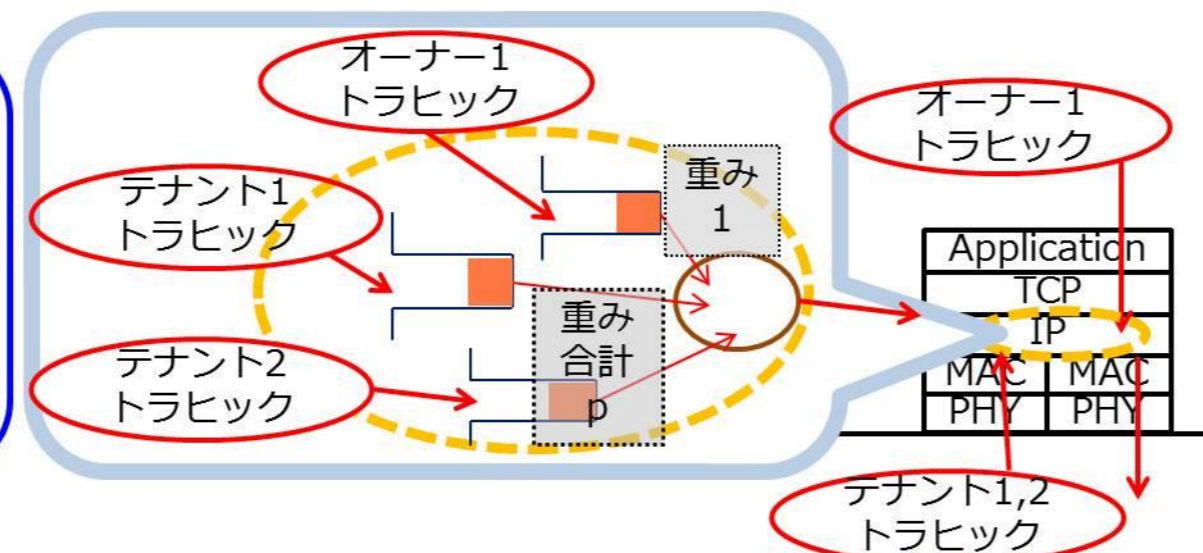 オーナー1
トラヒック
オーナー1
トラヒック
重み
1
テナント1
トラヒック
Application
TCP
IP
重み
合計
p
テナント2
トラヒック
MAC
MAC
PHY
PHY
テナント1,2
トラヒック